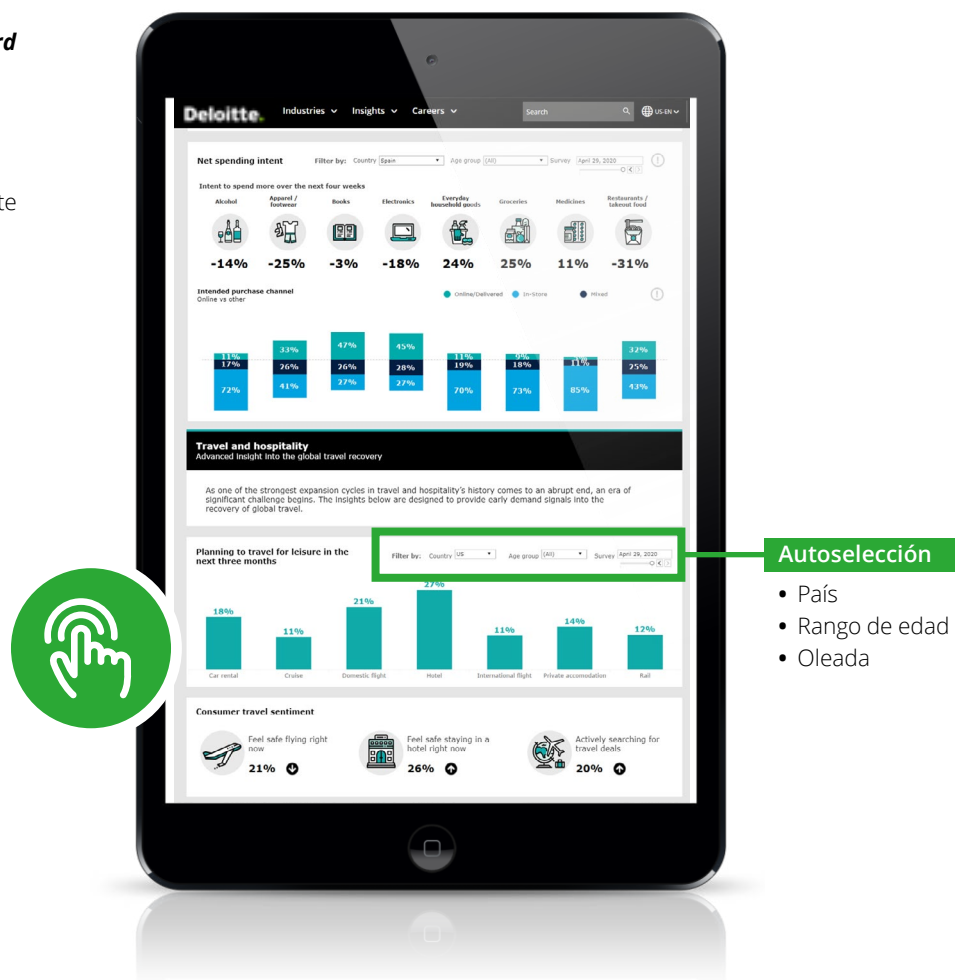 rd
te
Deloitte.
Industries Insights Careers
Search
US-EN
Net spending intent
Filter by: Country Spain Age group (All) Survey April 29, 2020
Intent to spend more over the next four weeks
Alcohol
Apparel /
footwear
Books
Electronics
Everyday
household goods
Groceries
Medicines
Restaurants /
takeout food
-14% -25% -3% -18% 24% 25% 11% -31%
Intended purchase channel
Online vs other
Online/Delivered In-Store Mixed
11% 33% 47% 45% 11% 9% 32%
17% 26% 26% 28% 19% 18% 11% 25%
72% 41% 27% 27% 70% 73% 85% 43%
Travel and hospitality
Advanced insight into the global travel recovery
As one of the strongest expansion cycles in travel and hospitality's history comes to an abrupt end, an era of
significant challenge begins. The insights below are designed to provide early demand signals into the
recovery of global travel.
Planning to travel for leisure in the
next three months
Filter by: Country US Age group (All) Survey April 29, 2020
18% 11% 21% 27% 11% 14% 12%
Car rental Cruise Domestic flight Hotel International flight Private accomodation Rail
Consumer travel sentiment
Feel safe flying right
now
21%
Feel safe staying in a
hotel right now
26%
Actively searching for
travel deals
20%
Autoselección
• País
• Rango de edad
• Oleada